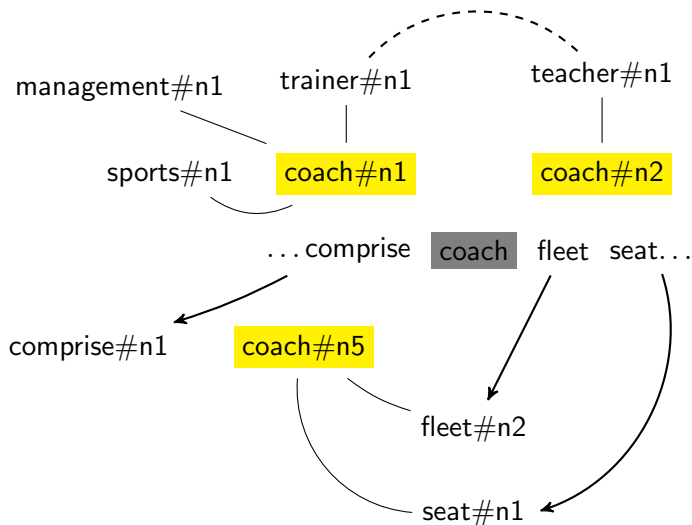 management#n1 trainer#n1 teacher#n1
sports#n1 coach#n1 coach#n2
...comprise coach fleet seat...
comprise#n1 coach#n5
fleet#n2
seat#n1